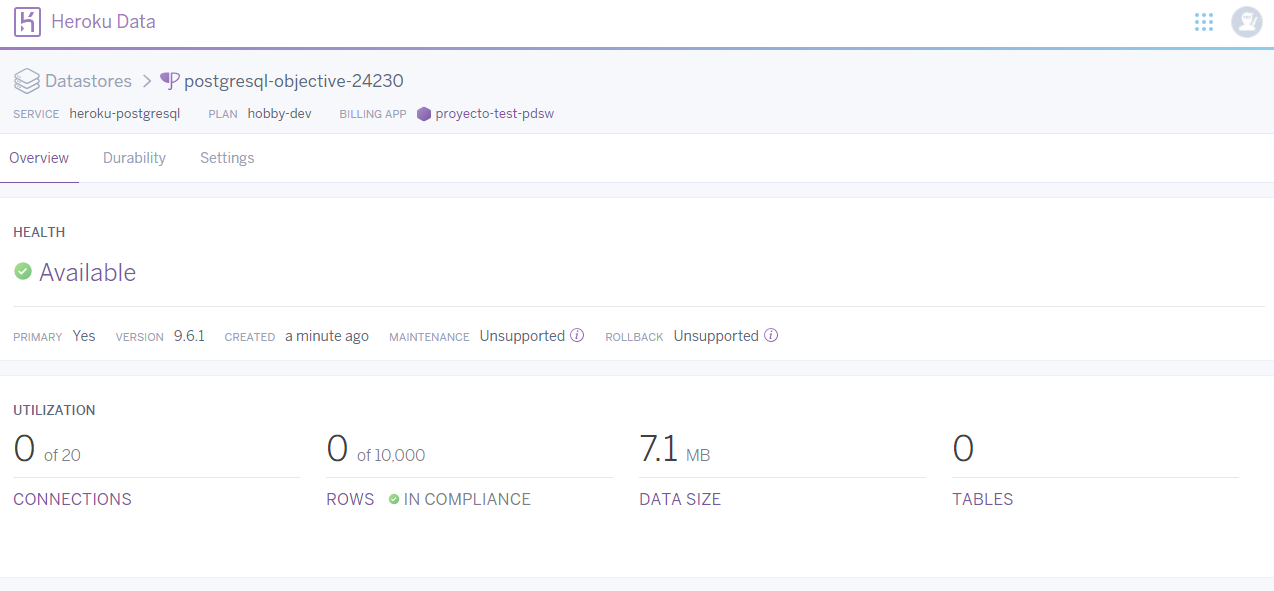 Heroku Data
Datastores > postgresql-objective-24230
SERVICE heroku-postgresql PLAN hobby-dev BILLING APP proyecto-test-pdsw
Overview Durability Settings
HEALTH
Available
PRIMARY Yes VERSION 9.6.1 CREATED a minute ago MAINTENANCE Unsupported ROLLBACK Unsupported
UTILIZATION
0 of 20 0 of 10,000 7.1 MB 0
CONNECTIONS ROWS IN COMPLIANCE DATA SIZE TABLES